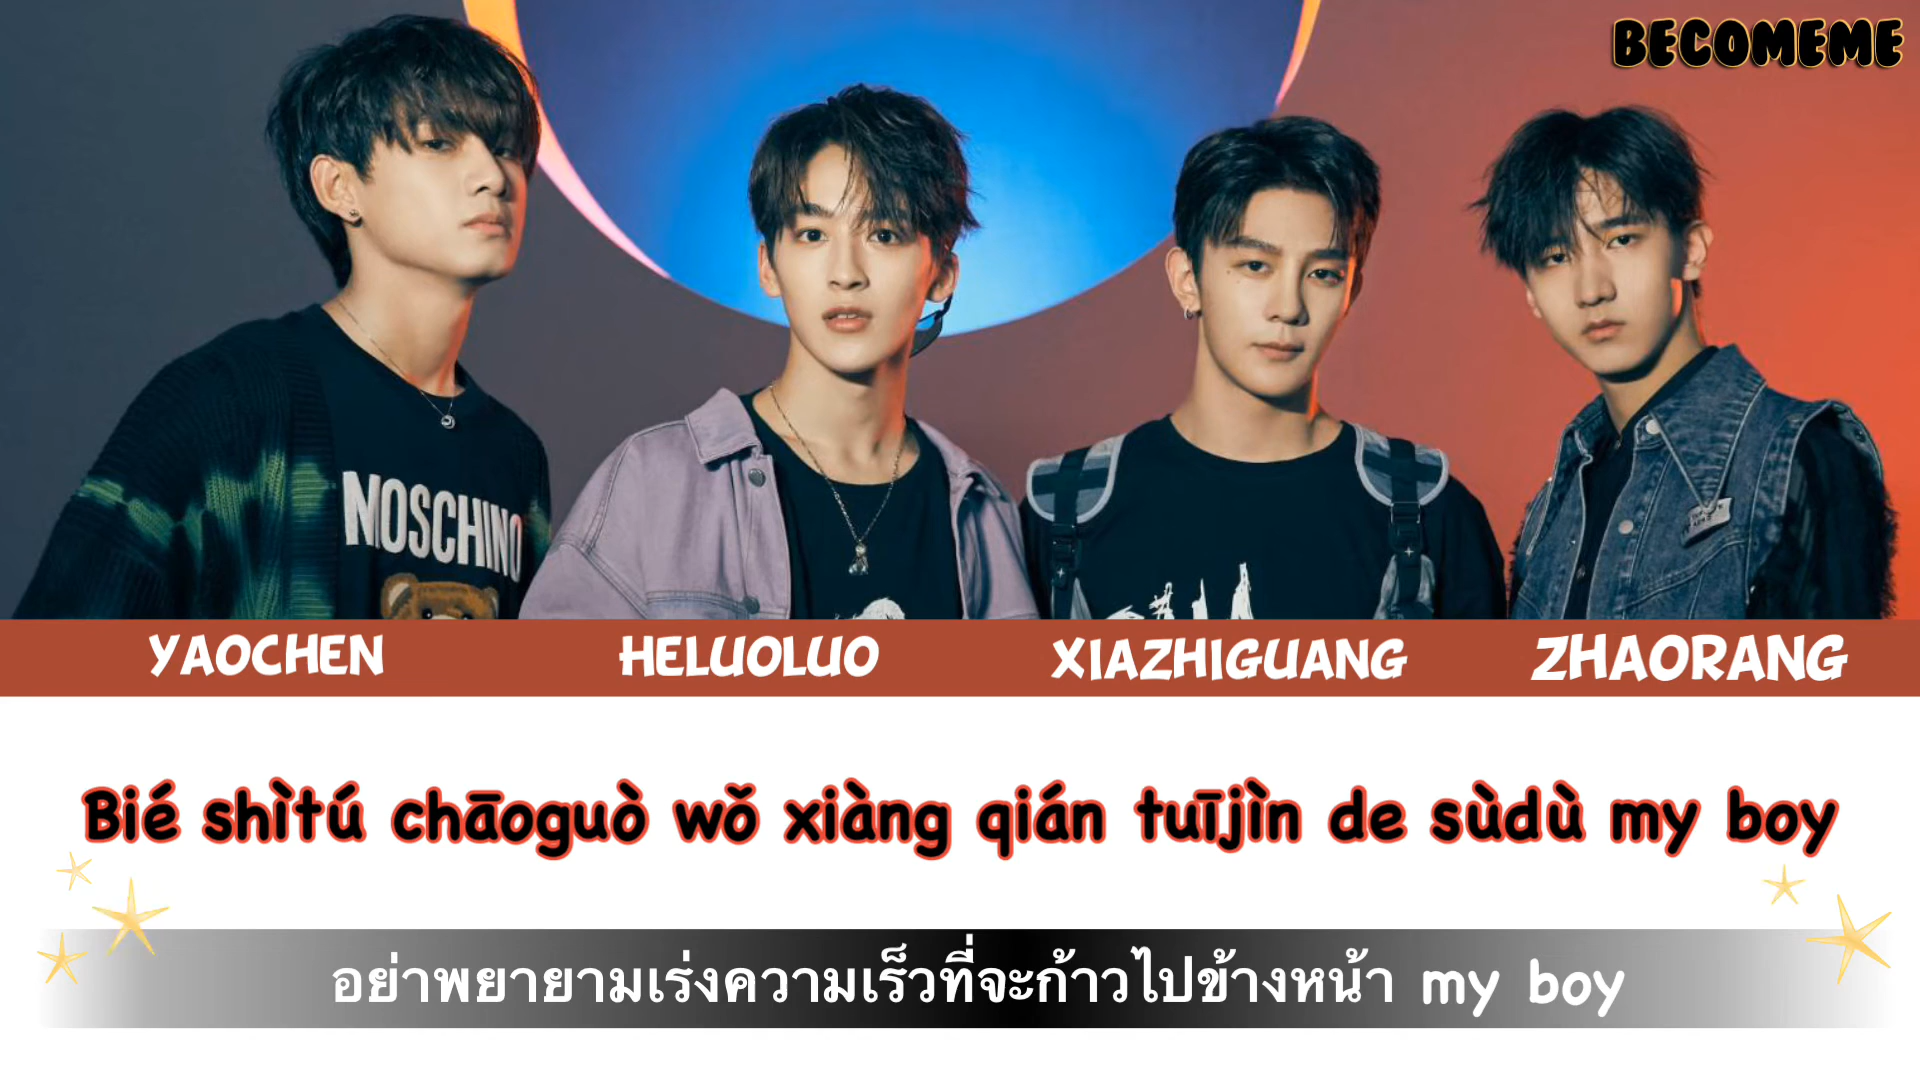 BECOMEME
MOSCHINO
YAOCHEN HELUOLUO XIAZHIGUANG ZHAORANG
Bié shìtú chāoguò wǒ xiàng qián tuījìn de sùdù my boy
อย่าพยายามเร่งความเร็วที่จะก้าวไปข้างหน้า my boy